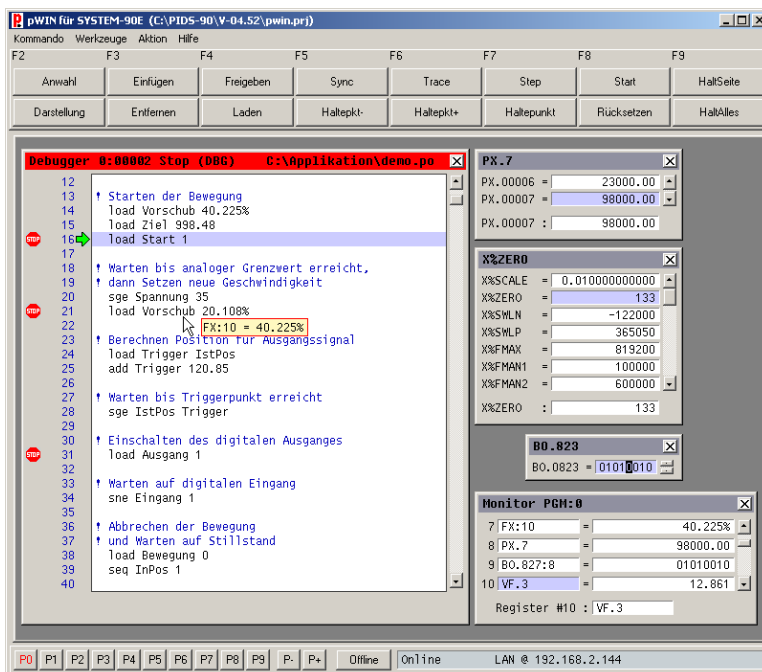 pWIN für SYSTEM-90E (C:\PIDS-90\V-04.52\pwin.prj)
Kommando Werkzeuge Aktion Hilfe
F2 F3 F4 F5 F6 F7 F8 F9
Anwahl Einfügen Freigeben Sync Trace Step Start HaltSeite
Darstellung Entfernen Laden Haltepkt- Haltepkt+ Haltepunkt Rücksetzen HaltAlles
Debugger 0:00002 Stop (DBG) C:\Applikation\demo.po
12
13 ! Starten der Bewegung
14 load Vorschub 40.225%
15 load Ziel 998.48
STOP 16 load Start 1
17
18 ! Warten bis analoger Grenzwert erreicht,
19 ! dann Setzen neue Geschwindigkeit
20 sge Spannung 35
STOP 21 load Vorschub 20.108%
22
FX:10 = 40.225%
23 ! Berechnen Position für Ausgangssignal
24 load Trigger IstPos
25 add Trigger 120.85
26
27 ! Warten bis Triggerpunkt erreicht
28 sge IstPos Trigger
29
30 ! Einschalten des digitalen Ausganges
STOP 31 load Ausgang 1
32
33 ! Warten auf digitalen Eingang
34 sne Eingang 1
35
36 ! Abbrechen der Bewegung
37 ! und Warten auf Stillstand
38 load Bewegung 0
39 seq InPos 1
40
PX.7
PX.00006 = 23000.00
PX.00007 = 98000.00
PX.00007 : 98000.00
X%ZERO
X%SCALE = 0.010000000000
X%ZERO = 133
X%SWLN = -122000
X%SWLP = 365050
X%FMAX = 819200
X%FMAN1 = 100000
X%FMAN2 = 600000
X%ZERO : 133
BO.823
BO.0823 = 01010010
Monitor PGM:0
7 FX:10 = 40.225%
8 PX.7 = 98000.00
9 BO.827:8 = 01010010
10 VF.3 = 12.861
Register #10 : VF.3
P0 P1 P2 P3 P4 P5 P6 P7 P8 P9 P- P+ Offline Online LAN @ 192.168.2.144